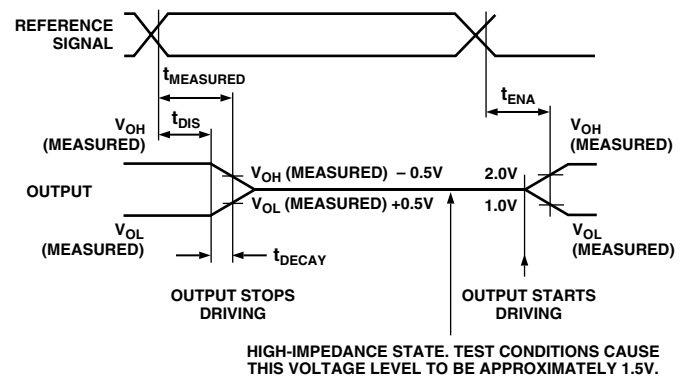 REFERENCE
SIGNAL
tMEASURED
tENA
tDIS
VOH
(MEASURED)
VOH
(MEASURED)
VOH (MEASURED) – 0.5V
2.0V
OUTPUT
VOL (MEASURED) +0.5V
1.0V
VOL
(MEASURED)
VOL
(MEASURED)
tDECAY
OUTPUT STOPS
DRIVING
OUTPUT STARTS
DRIVING
HIGH-IMPEDANCE STATE. TEST CONDITIONS CAUSE
THIS VOLTAGE LEVEL TO BE APPROXIMATELY 1.5V.